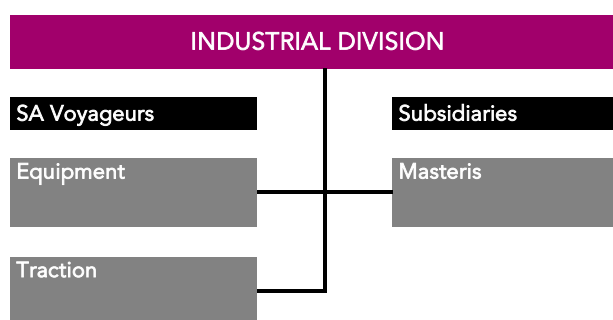 INDUSTRIAL DIVISION
SA Voyageurs
Subsidiaries
Equipment
Masteris
Traction